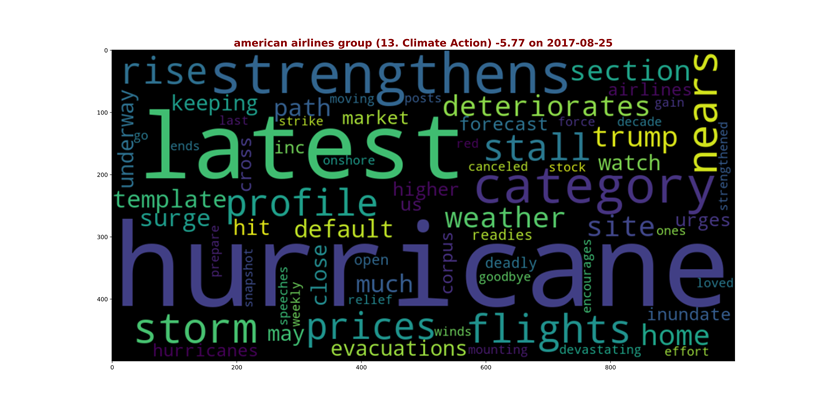 american airlines group (13. Climate Action) -5.77 on 2017-08-25
0
100
200
300
400
0
200
400
600
800
rise
strengthens
section
nears
airlines
underway
keeping
path
moving
posts
deteriorates
gain
last
strike
market
forecast
force
decade
go
ends
latest
inc
onshore
red
stall
trump
canceled
stock
watch
strengthened
cross
template
profile
higher
us
category
surge
hit
default
weather
readies
site
urges
ones
prepare
snapshot
hurricane
speeches
weekly
close
open
much
relief
corpus
deadly
goodbye
encourages
loved
storm
may
prices
winds
flights
inundate
home
hurricanes
evacuations
mounting
devastating
effort